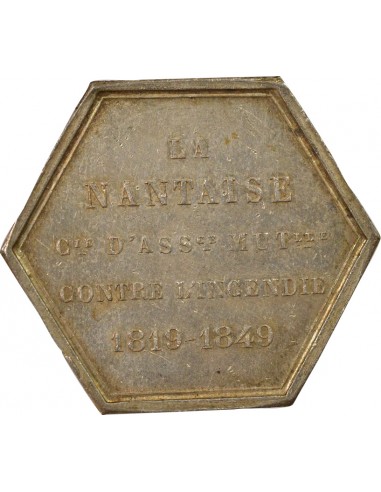 LA
NANTAISE
Cie D'ASSce MUTlle
CONTRE L'INCENDIE
1819-1849